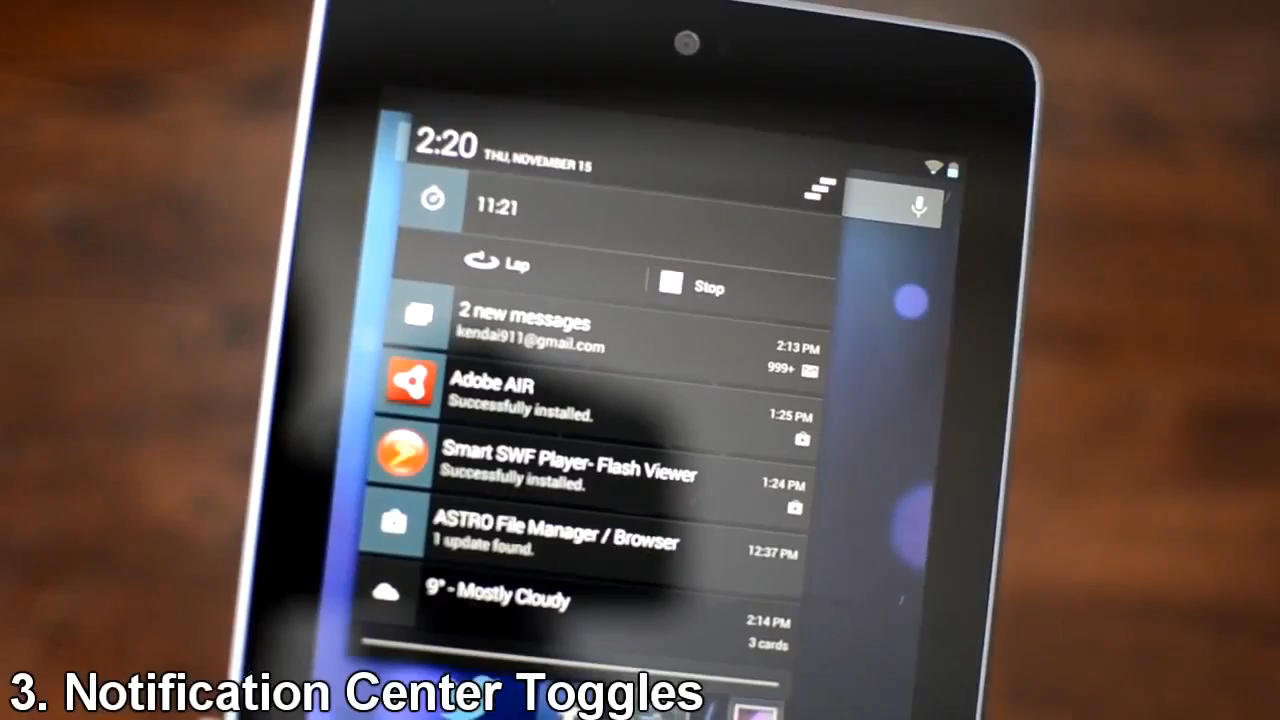 2:20 THU, NOVEMBER 15
11:21
Lap Stop
2 new messages
kendai911@gmail.com
2:13 PM
999+
Adobe AIR
Successfully installed.
1:25 PM
Smart SWF Player- Flash Viewer
Successfully installed.
1:24 PM
ASTRO File Manager / Browser
1 update found.
12:37 PM
9° - Mostly Cloudy
2:14 PM
3 cards
3. Notification Center Toggles